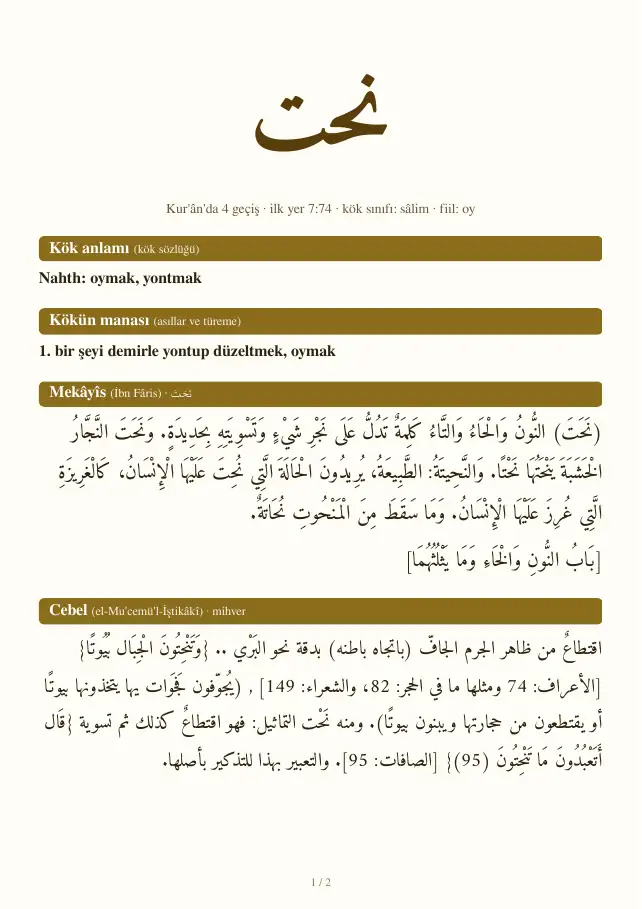 نحت
Kur'ân'da 4 geçiş · ilk yer 7:74 · kök sınıfı: sâlim · fiil: oy
Kök anlamı (kök sözlüğü)
Nahth: oymak, yontmak
Kökün manası (asıllar ve türeme)
1. bir şeyi demirle yontup düzeltmek, oymak
Mekâyîs (İbn Fâris) · نَحَتَ
(نَحَتَ) النُّونُ وَالْحَاءُ وَالتَّاءُ كَلِمَةٌ تَدُلُّ عَلَى نَجْرِ شَيْءٍ وَتَسْوِيَتِهِ بِحَدِيدَةٍ. وَنَحَتَ النَّجَّارُ
الْخَشَبَةَ يَنْحَتُهَا نَحْتًا. وَالنَّحِيتَةُ: الطَّبِيعَةُ، يُرِيدُونَ الْحَالَةَ الَّتِي نُحِتَ عَلَيْهَا الْإِنْسَانُ، كَالْغَرِيزَةِ
الَّتِي غُرِزَ عَلَيْهَا الْإِنْسَانُ. وَمَا سَقَطَ مِنَ الْمَنْحُوتِ نُحَاتَةٌ.
[بَابُ النُّونِ وَالْخَاءِ وَمَا يَثْلُثُهُمَا]
Cebel (el-Mu'cemü'l-İştikâkî) · mihver
اقتطاعٌ من ظاهر الجرم الجافّ (باتجاه باطنه) بدقة نحو البَرْي .. {وَتَنْحِتُونَ الْجِبَال بُيُوتًا}
[الأعراف: 74 ومثلها ما في الحجر: 82، والشعراء: 149] , (يُجوّفون فَجَوات بها يتخذونها بيوتًا
أو يقتطعون من حجارتها ويبنون بيوتًا). ومنه نَحْت التماثيل: فهو اقتطاعٌ كذلك ثم تسوية {قَال
أَتَعْبُدُونَ مَا تَنْحِتُونَ (95)} [الصافات: 95]. والتعبير بهذا للتذكير بأصلها.
1 / 2